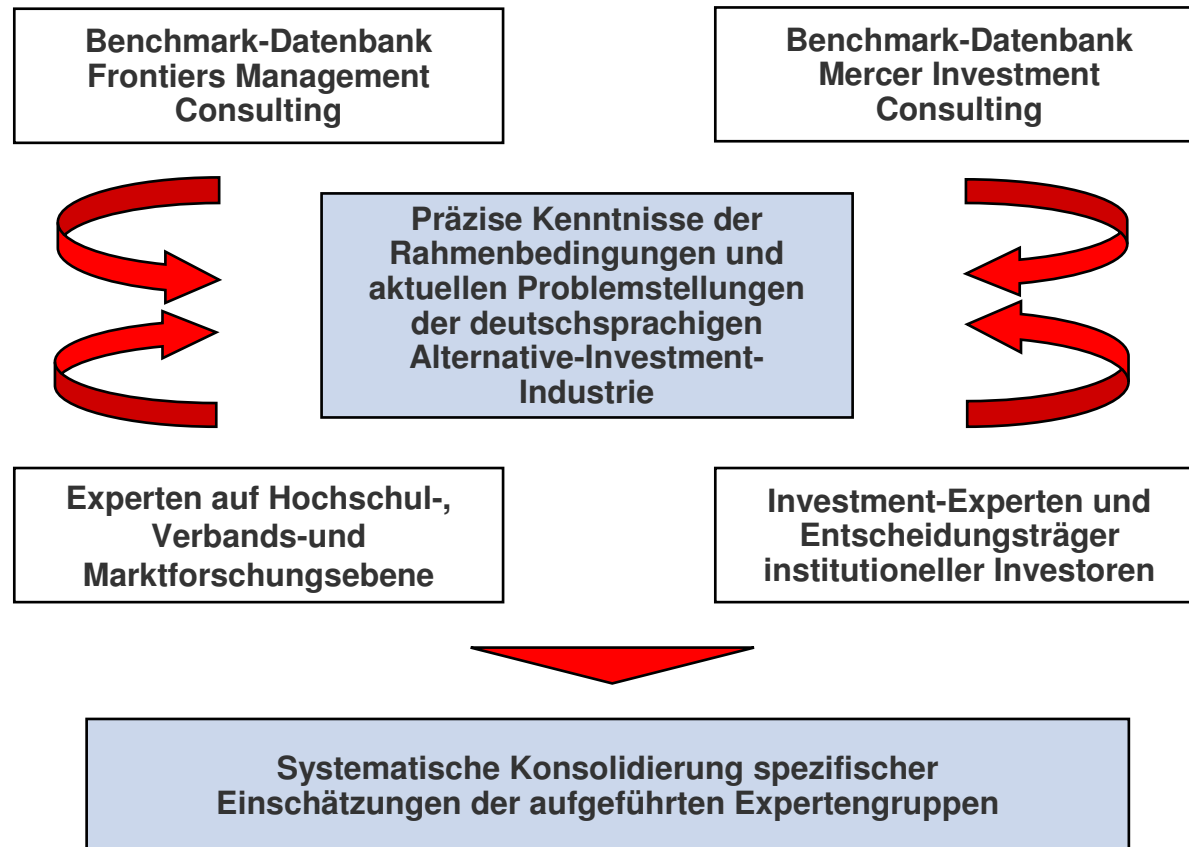 Benchmark-Datenbank
Frontiers Management
Consulting
Benchmark-Datenbank
Mercer Investment
Consulting
Präzise Kenntnisse der
Rahmenbedingungen und
aktuellen Problemstellungen
der deutschsprachigen
Alternative-Investment-
Industrie
Experten auf Hochschul-,
Verbands-und
Marktforschungsebene
Investment-Experten und
Entscheidungsträger
institutioneller Investoren
Systematische Konsolidierung spezifischer
Einschätzungen der aufgeführten Expertengruppen